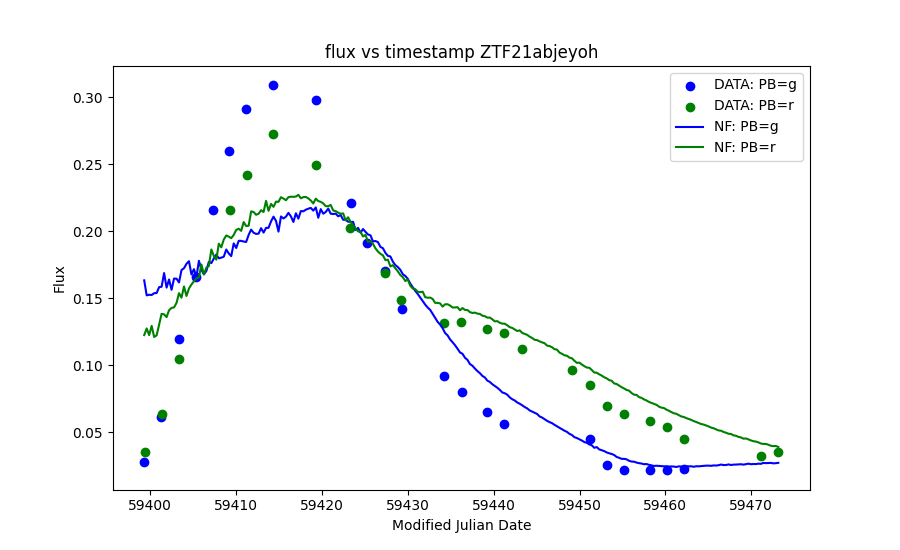 flux vs timestamp ZTF21abjeyoh
DATA: PB=g
DATA: PB=r
NF: PB=g
NF: PB=r
0.30
0.25
0.20
0.15
0.10
0.05
Flux
59400 59410 59420 59430 59440 59450 59460 59470
Modified Julian Date